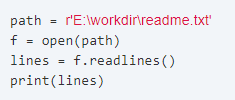 path = r'E:\workdir\readme.txt'
f = open(path)
lines = f.readlines()
print(lines)